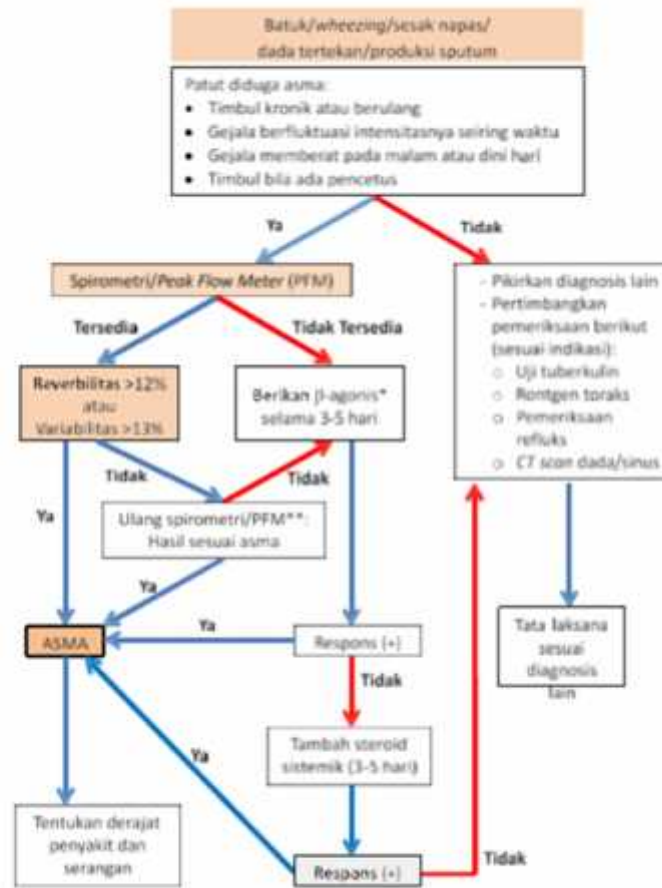 Batuk/wheezing/sesak napas/
dada tertekan/produksi sputum
Patut diduga asma:
• Timbul kronik atau berulang
• Gejala berfluktuasi intensitasnya seiring waktu
• Gejala memberat pada malam atau dini hari
• Timbul bila ada pencetus
Ya
Tidak
Spirometri/Peak Flow Meter (PFM)
Tersedia
Tidak Tersedia
- Pikirkan diagnosis lain
- Pertimbangkan
pemeriksaan berikut
(sesuai indikasi):
o Uji tuberkulin
o Rontgen toraks
o Pemeriksaan
refluks
o CT scan dada/sinus
Reverbilitas >12%
atau
Variabilitas >13%
Berikan β-agonis*
selama 3-5 hari
Tidak
Tidak
Ya
Ulang spirometri/PFM**:
Hasil sesuai asma
Ya
ASMA
Ya
Respons (+)
Tata laksana
sesuai
diagnosis
lain
Tidak
Ya
Tambah steroid
sistemik (3-5 hari)
Tentukan derajat
penyakit dan
serangan
Respons (+)
Tidak